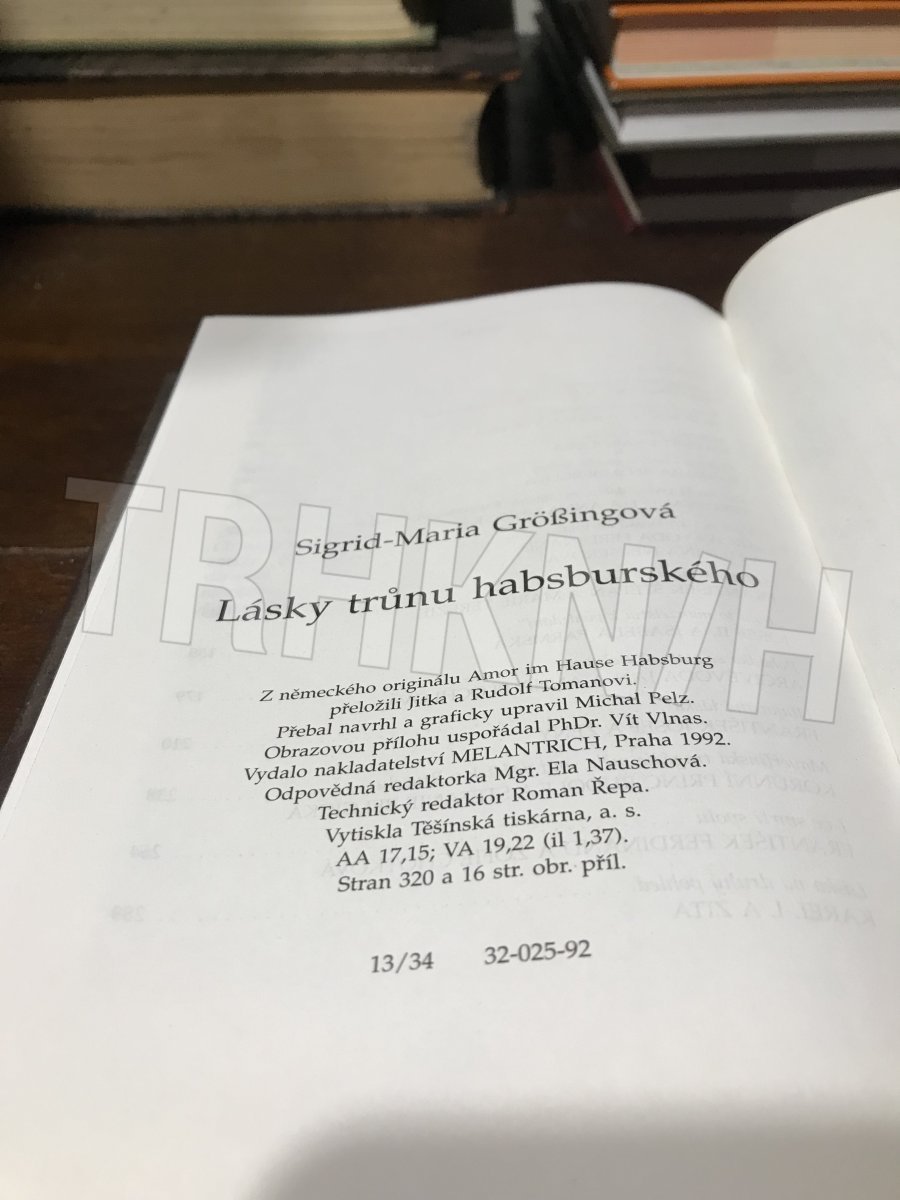 Sigrid-Maria Größingová
Lásky trůnu habsburského
Z německého originálu Amor im Hause Habsburg
přeložili Jitka a Rudolf Tomanovi.
Přebal navrhl a graficky upravil Michal Pelz.
Obrazovou přílohu uspořádal PhDr. Vít Vlnas.
Vydalo nakladatelství MELANTRICH, Praha 1992.
Odpovědná redaktorka Mgr. Ela Nauschová.
Technický redaktor Roman Řepa.
Vytiskla Těšínská tiskárna, a. s.
AA 17,15; VA 19,22 (il 1,37).
Stran 320 a 16 str. obr. příl.
13/34 32-025-92
TRHKNIH